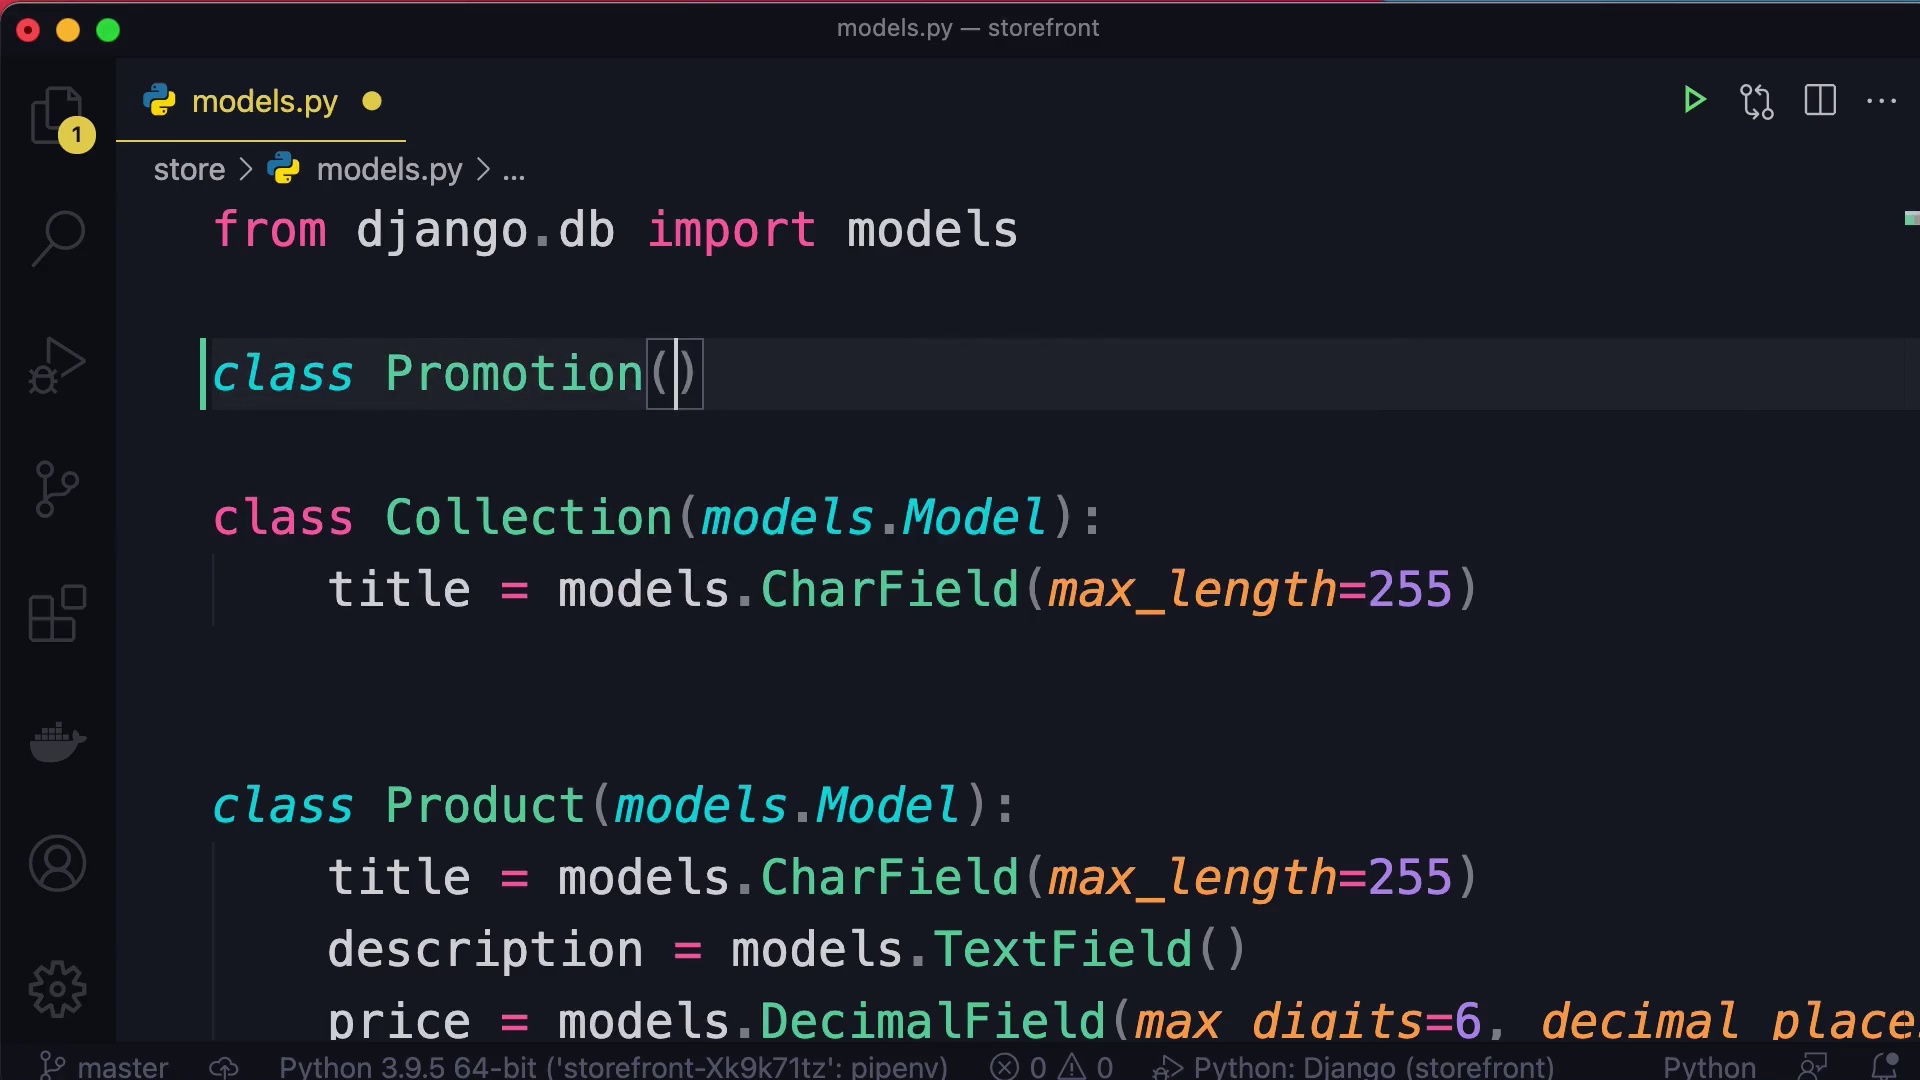 models.py — storefront
models.py
1
store > models.py > ...
from django.db import models
class Promotion()
class Collection(models.Model):
title = models.CharField(max_length=255)
class Product(models.Model):
title = models.CharField(max_length=255)
description = models.TextField()
price = models.DecimalField(max_digits=6, decimal_place
master Python 3.9.5 64-bit ('storefront-Xk9k71tz': pipenv) 0 0 Python: Django (storefront) Python